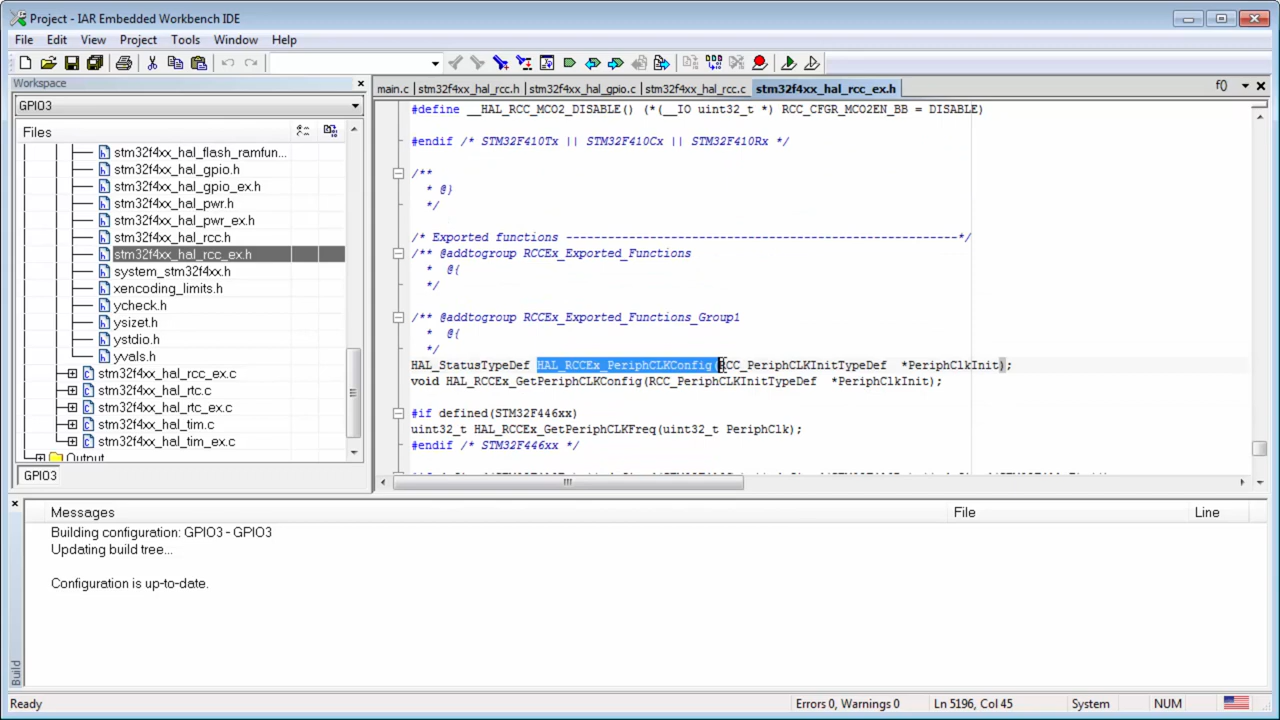 Project - IAR Embedded Workbench IDE
File Edit View Project Tools Window Help
Workspace
GPIO3
Files
stm32f4xx_hal_flash_ramfun...
stm32f4xx_hal_gpio.h
stm32f4xx_hal_gpio_ex.h
stm32f4xx_hal_pwr.h
stm32f4xx_hal_pwr_ex.h
stm32f4xx_hal_rcc.h
stm32f4xx_hal_rcc_ex.h
system_stm32f4xx.h
xencoding_limits.h
ycheck.h
ysizet.h
ystdio.h
yvals.h
stm32f4xx_hal_rcc_ex.c
stm32f4xx_hal_rtc.c
stm32f4xx_hal_rtc_ex.c
stm32f4xx_hal_tim.c
stm32f4xx_hal_tim_ex.c
Output
GPIO3
main.c stm32f4xx_hal_rcc.h stm32f4xx_hal_gpio.c stm32f4xx_hal_rcc.c stm32f4xx_hal_rcc_ex.h f()
#define __HAL_RCC_MCO2_DISABLE() (*(__IO uint32_t *) RCC_CFGR_MCO2EN_BB = DISABLE)
#endif /* STM32F410Tx || STM32F410Cx || STM32F410Rx */
/**
* @}
*/
/* Exported functions --------------------------------------------------------*/
/** @addtogroup RCCEx_Exported_Functions
* @{
*/
/** @addtogroup RCCEx_Exported_Functions_Group1
* @{
*/
HAL_StatusTypeDef HAL_RCCEx_PeriphCLKConfig(RCC_PeriphCLKInitTypeDef *PeriphClkInit);
void HAL_RCCEx_GetPeriphCLKConfig(RCC_PeriphCLKInitTypeDef *PeriphClkInit);
#if defined(STM32F446xx)
uint32_t HAL_RCCEx_GetPeriphCLKFreq(uint32_t PeriphClk);
#endif /* STM32F446xx */
Messages File Line
Building configuration: GPIO3 - GPIO3
Updating build tree...
Configuration is up-to-date.
Build
Ready Errors 0, Warnings 0 Ln 5196, Col 45 System NUM